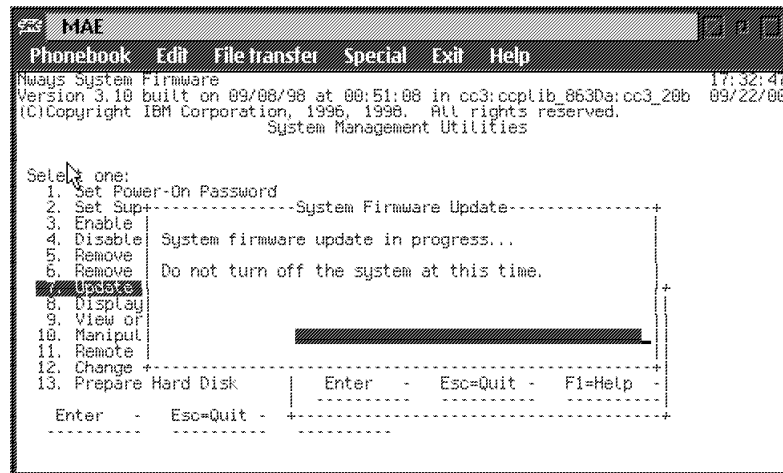 MAE
Phonebook Edit File transfer Special Exit Help
Nways System Firmware 17:32:47
Version 3.10 built on 09/08/98 at 00:51:08 in cc3:ccplib_863Da:cc3_20b 09/22/00
(C)Copyright IBM Corporation, 1996, 1998. All rights reserved.
System Management Utilities
Select one:
1. Set Power-On Password
2. Set Sup System Firmware Update
3. Enable
4. Disable System firmware update in progress...
5. Remove
6. Remove Do not turn off the system at this time.
7. Update
8. Display
9. View or
10. Manipul
11. Remote
12. Change
13. Prepare Hard Disk Enter - Esc=Quit - F1=Help -
Enter - Esc=Quit -